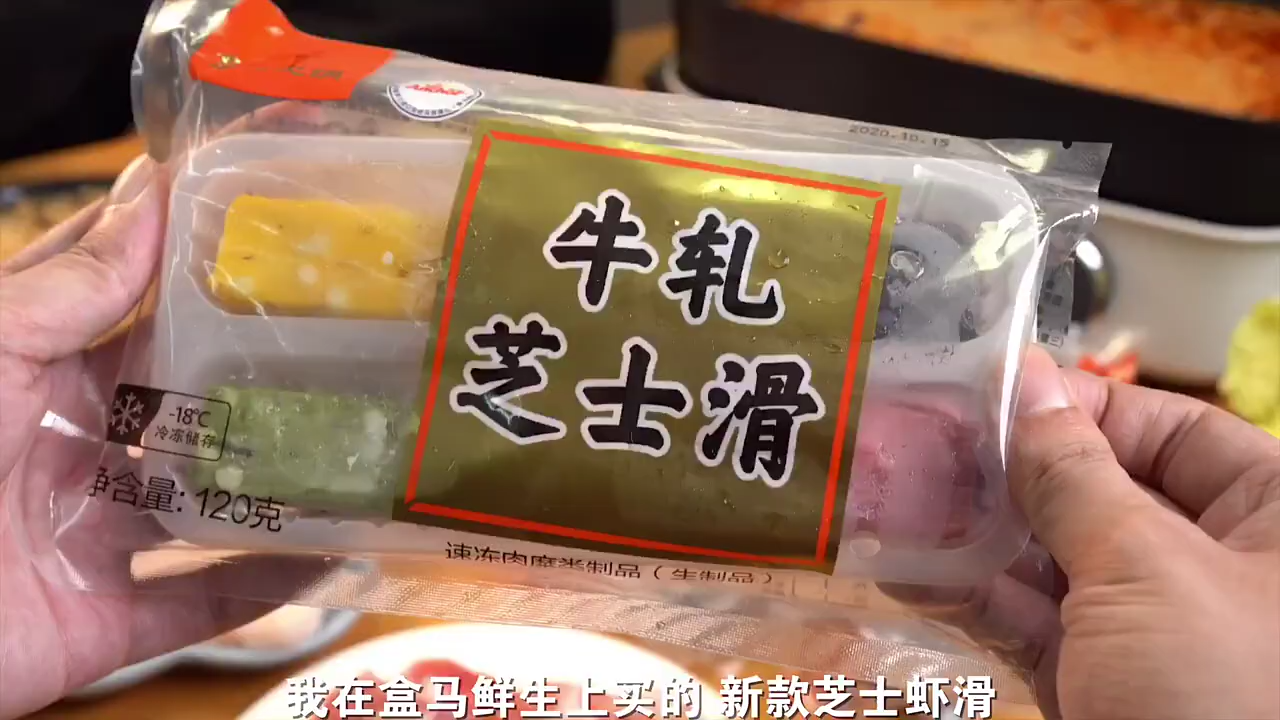 2020.10.15
牛轧
芝士滑
-18℃
冷冻储存
净含量: 120克
速冻肉糜类制品（生制品）
我在盒马鲜生上买的 新款芝士虾滑